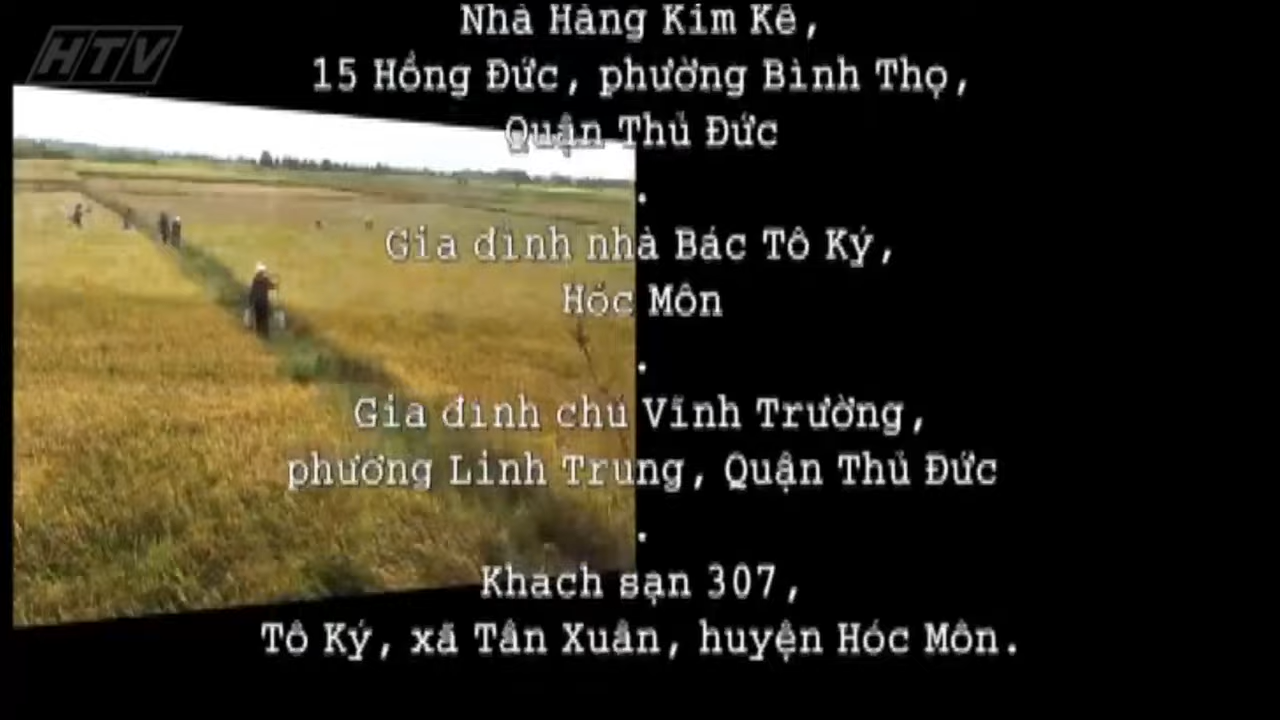 HTV
Nhà Hàng Kim Kê,
15 Hồng Đức, phường Bình Thọ,
Quận Thủ Đức
.
Gia đình nhà Bác Tô Ký,
Hóc Môn
.
Gia đình chú Vĩnh Trường,
phường Linh Trung, Quận Thủ Đức
.
Khách sạn 307,
Tô Ký, xã Tân Xuân, huyện Hóc Môn.